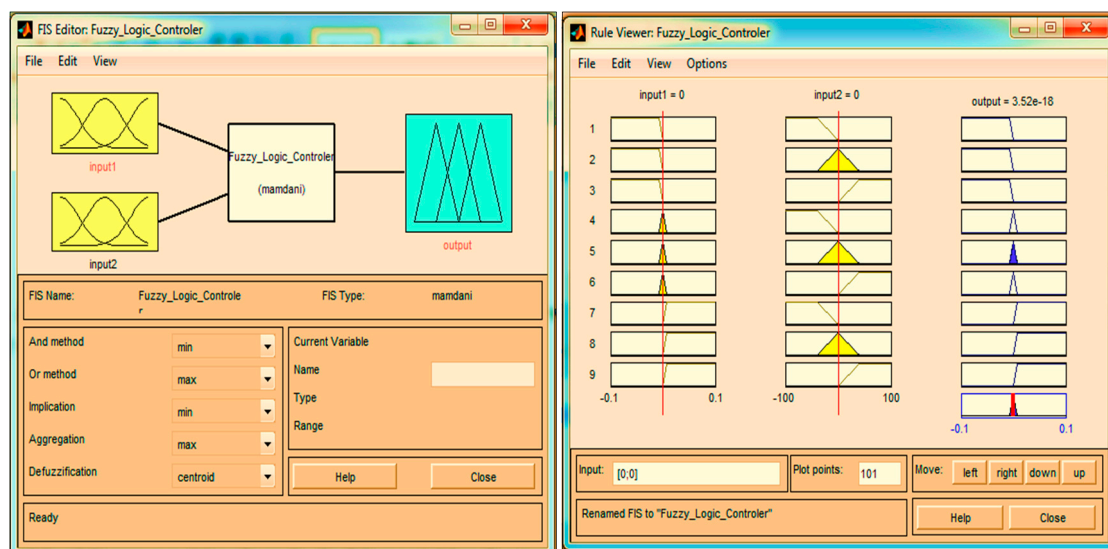 FIS Editor: Fuzzy_Logic_Controler
File Edit View
input1
input2
Fuzzy_Logic_Controler
(mamdani)
output
FIS Name: Fuzzy_Logic_Controle
r
FIS Type: mamdani
And method min
Or method max
Implication min
Aggregation max
Defuzzification centroid
Current Variable
Name
Type
Range
Help Close
Ready
Rule Viewer: Fuzzy_Logic_Controler
File Edit View Options
input1 = 0 input2 = 0 output = 3.52e-18
1
2
3
4
5
6
7
8
9
-0.1 0.1 -100 100
-0.1 0.1
Input: [0;0] Plot points: 101 Move: left right down up
Renamed FIS to "Fuzzy_Logic_Controler" Help Close